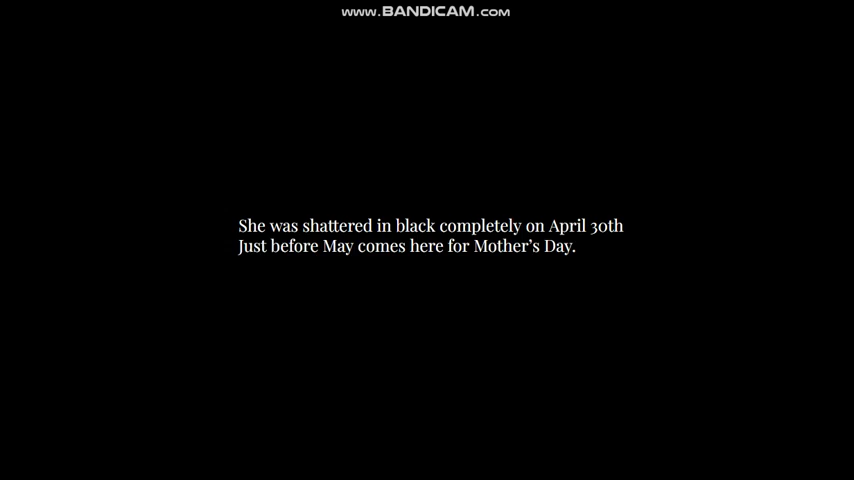 www.BANDICAM.com
She was shattered in black completely on April 30th
Just before May comes here for Mother’s Day.